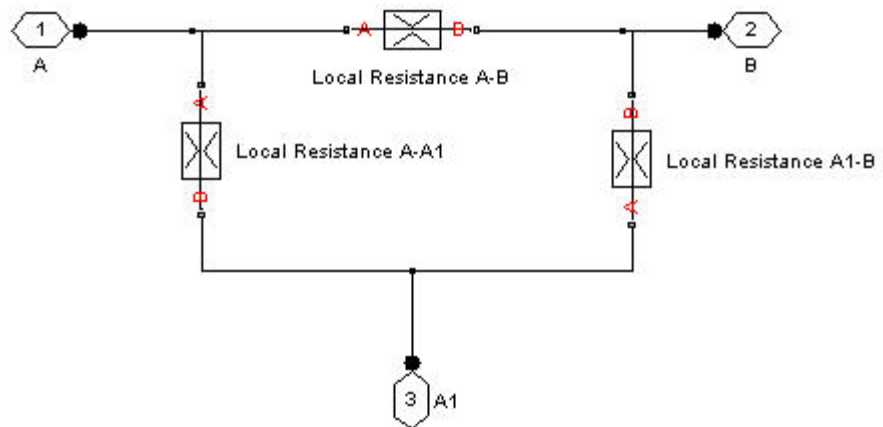 1
A
A
B
2
B
Local Resistance A-B
A
Local Resistance A-A1
B
B
Local Resistance A1-B
A
3
A1